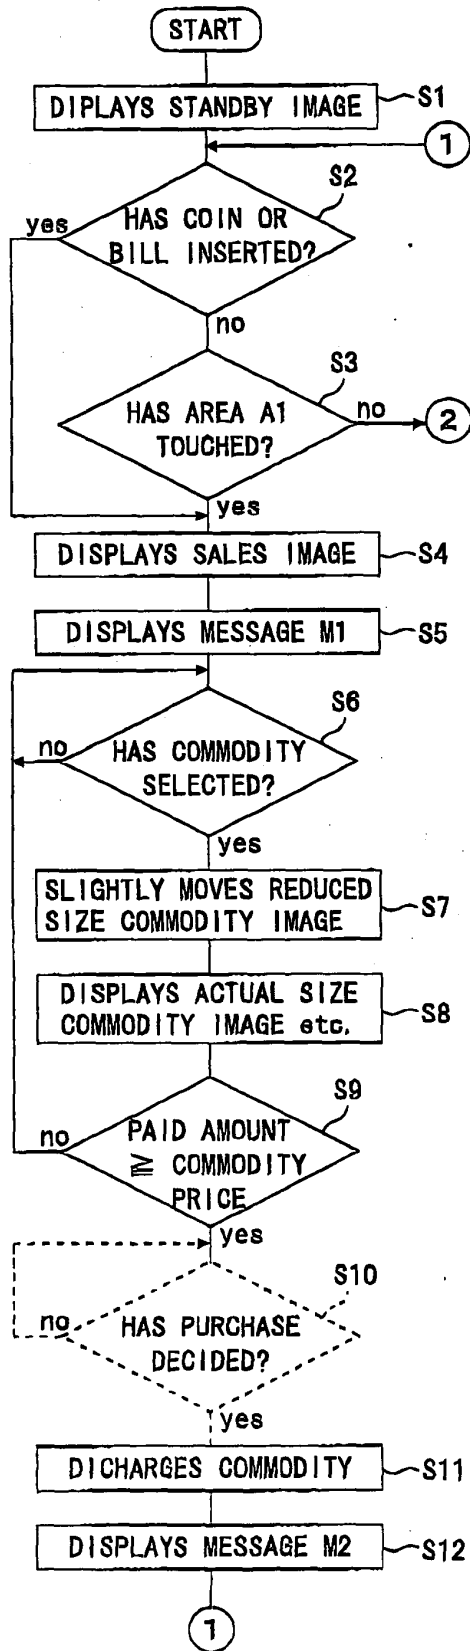 START
DIPLAYS STANDBY IMAGE
S1
1
S2
HAS COIN OR
BILL INSERTED?
yes
no
S3
HAS AREA A1
TOUCHED?
no
2
yes
DISPLAYS SALES IMAGE
S4
DISPLAYS MESSAGE M1
S5
S6
no
HAS COMMODITY
SELECTED?
yes
SLIGHTLY MOVES REDUCED
SIZE COMMODITY IMAGE
S7
DISPLAYS ACTUAL SIZE
COMMODITY IMAGE etc.
S8
S9
no
PAID AMOUNT
≧ COMMODITY
PRICE
yes
S10
no
HAS PURCHASE
DECIDED?
yes
DICHARGES COMMODITY
S11
DISPLAYS MESSAGE M2
S12
1